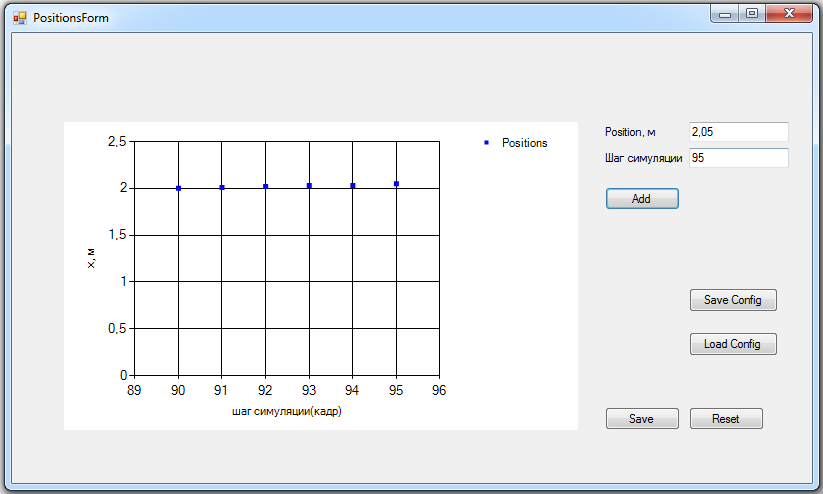 PositionsForm
2,5
2
1,5
1
0,5
0
x, м
89 90 91 92 93 94 95 96
шаг симуляции(кадр)
Positions
Position, м 2,05
Шаг симуляции 95
Add
Save Config
Load Config
Save Reset